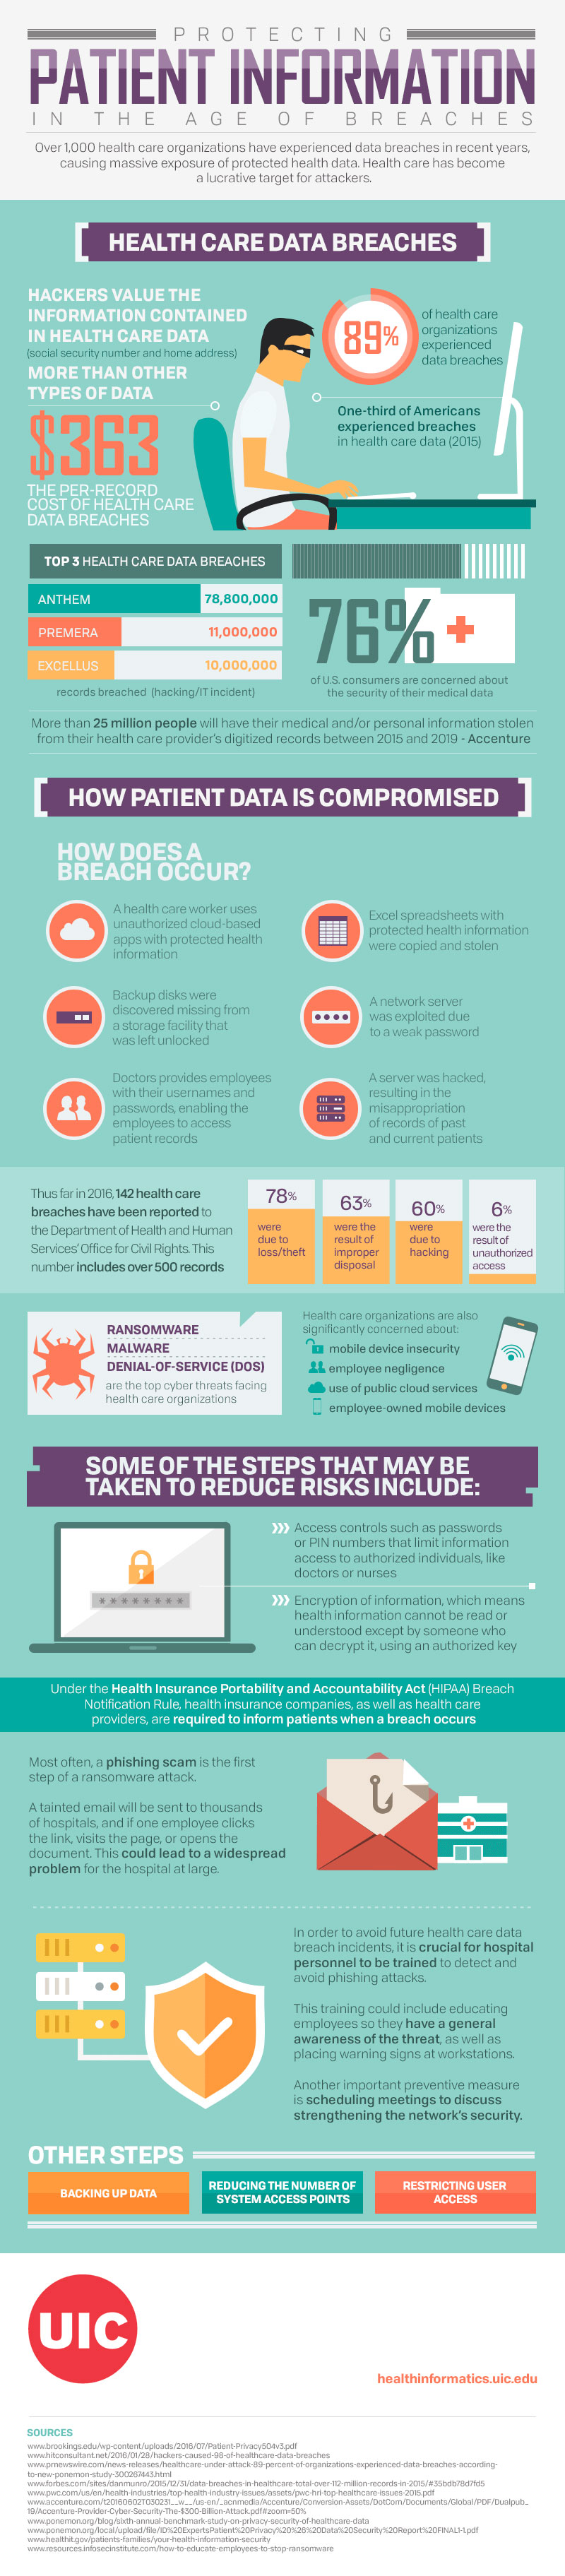 PROTECTING
PATIENT INFORMATION
IN THE AGE OF BREACHES
Over 1,000 health care organizations have experienced data breaches in recent years,
causing massive exposure of protected health data. Health care has become
a lucrative target for attackers.
HEALTH CARE DATA BREACHES
HACKERS VALUE THE
INFORMATION CONTAINED
IN HEALTH CARE DATA
(social security number and home address)
MORE THAN OTHER
TYPES OF DATA
$363
THE PER-RECORD
COST OF HEALTH CARE
DATA BREACHES
89%
of health care
organizations
experienced
data breaches
One-third of Americans
experienced breaches
in health care data (2015)
TOP 3 HEALTH CARE DATA BREACHES
ANTHEM 78,800,000
PREMERA 11,000,000
EXCELLUS 10,000,000
records breached (hacking/IT incident)
76%
of U.S. consumers are concerned about
the security of their medical data
More than 25 million people will have their medical and/or personal information stolen
from their health care provider's digitized records between 2015 and 2019 - Accenture
HOW PATIENT DATA IS COMPROMISED
HOW DOES A
BREACH OCCUR?
A health care worker uses
unauthorized cloud-based
apps with protected health
information
Excel spreadsheets with
protected health information
were copied and stolen
Backup disks were
discovered missing from
a storage facility that
was left unlocked
A network server
was exploited due
to a weak password
Doctors provides employees
with their usernames and
passwords, enabling the
employees to access
patient records
A server was hacked,
resulting in the
misappropriation
of records of past
and current patients
Thus far in 2016, 142 health care
breaches have been reported to
the Department of Health and Human
Services' Office for Civil Rights. This
number includes over 500 records
78%
were
due to
loss/theft
63%
were the
result of
improper
disposal
60%
were
due to
hacking
6%
were the
result of
unauthorized
access
RANSOMWARE
MALWARE
DENIAL-OF-SERVICE (DOS)
are the top cyber threats facing
health care organizations
Health care organizations are also
significantly concerned about:
mobile device insecurity
employee negligence
use of public cloud services
employee-owned mobile devices
SOME OF THE STEPS THAT MAY BE
TAKEN TO REDUCE RISKS INCLUDE:
********
Access controls such as passwords
or PIN numbers that limit information
access to authorized individuals, like
doctors or nurses
Encryption of information, which means
health information cannot be read or
understood except by someone who
can decrypt it, using an authorized key
Under the Health Insurance Portability and Accountability Act (HIPAA) Breach
Notification Rule, health insurance companies, as well as health care
providers, are required to inform patients when a breach occurs
Most often, a phishing scam is the first
step of a ransomware attack.
A tainted email will be sent to thousands
of hospitals, and if one employee clicks
the link, visits the page, or opens the
document. This could lead to a widespread
problem for the hospital at large.
In order to avoid future health care data
breach incidents, it is crucial for hospital
personnel to be trained to detect and
avoid phishing attacks.
This training could include educating
employees so they have a general
awareness of the threat, as well as
placing warning signs at workstations.
Another important preventive measure
is scheduling meetings to discuss
strengthening the network's security.
OTHER STEPS
BACKING UP DATA
REDUCING THE NUMBER OF
SYSTEM ACCESS POINTS
RESTRICTING USER
ACCESS
UIC
healthinformatics.uic.edu
SOURCES
www.brookings.edu/wp-content/uploads/2016/07/Patient-Privacy504v3.pdf
www.hitconsultant.net/2016/01/28/hackers-caused-98-of-healthcare-data-breaches
www.prnewswire.com/news-releases/healthcare-under-attack-89-percent-of-organizations-experienced-data-breaches-according-
to-new-ponemon-study-300267443.html
www.forbes.com/sites/danmunro/2015/12/31/data-breaches-in-healthcare-total-over-112-million-records-in-2015/#35bdb78d7fd5
www.pwc.com/us/en/health-industries/top-health-industry-issues/assets/pwc-hri-top-healthcare-issues-2015.pdf
www.accenture.com/t20160602T030231__w__/us-en/_acnmedia/Accenture/Conversion-Assets/DotCom/Documents/Global/PDF/Dualpub_
19/Accenture-Provider-Cyber-Security-The-$300-Billion-Attack.pdf#zoom=50%
www.ponemon.org/blog/sixth-annual-benchmark-study-on-privacy-security-of-healthcare-data
www.ponemon.org/local/upload/file/ID%20ExpertsPatient%20Privacy%20%26%20Data%20Security%20Report%20FINAL1-1.pdf
www.healthit.gov/patients-families/your-health-information-security
www.resources.infosecinstitute.com/how-to-educate-employees-to-stop-ransomware